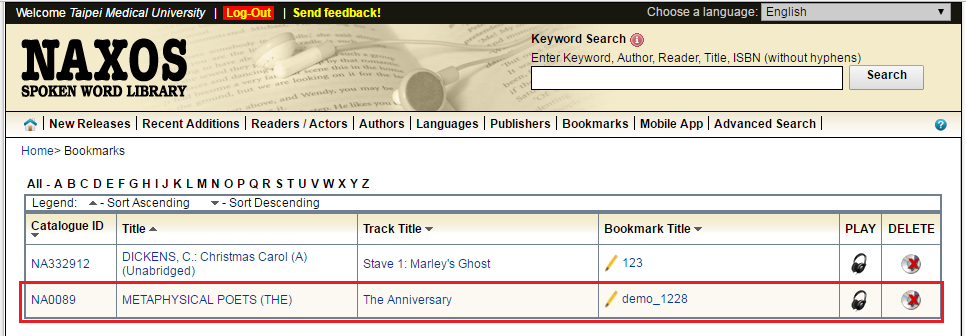 Welcome Taipei Medical University | Log-Out | Send feedback! Choose a language: English
NAXOS
SPOKEN WORD LIBRARY
Keyword Search
Enter Keyword, Author, Reader, Title, ISBN (without hyphens)
Search
New Releases | Recent Additions | Readers / Actors | Authors | Languages | Publishers | Bookmarks | Mobile App | Advanced Search |
Home> Bookmarks
All - A B C D E F G H I J K L M N O P Q R S T U V W X Y Z
Legend: - Sort Ascending - Sort Descending
Catalogue ID Title Track Title Bookmark Title PLAY DELETE
NA332912 DICKENS, C.: Christmas Carol (A) (Unabridged) Stave 1: Marley's Ghost 123
NA0089 METAPHYSICAL POETS (THE) The Anniversary demo_1228